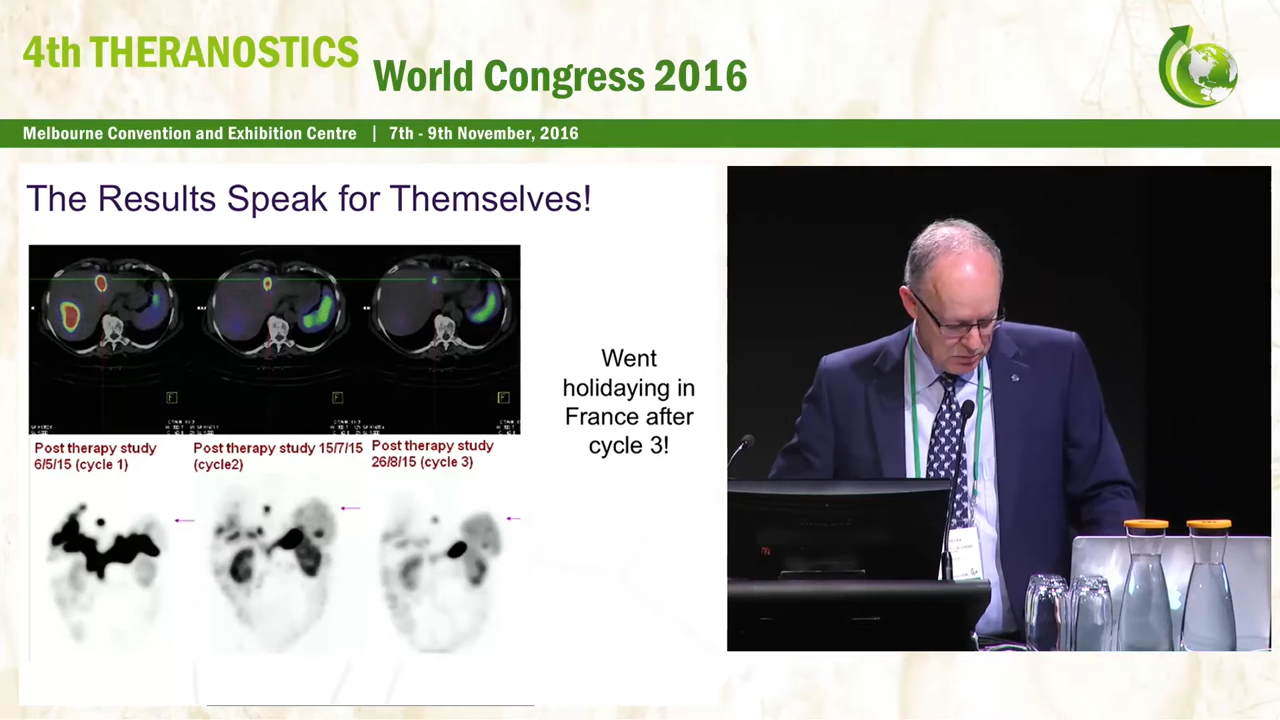 4th THERANOSTICS
World Congress 2016
Melbourne Convention and Exhibition Centre | 7th - 9th November, 2016
The Results Speak for Themselves!
Went
holidaying in
France after
cycle 3!
Post therapy study
6/5/15 (cycle 1)
Post therapy study 15/7/15
(cycle2)
Post therapy study
26/8/15 (cycle 3)
F
F
F